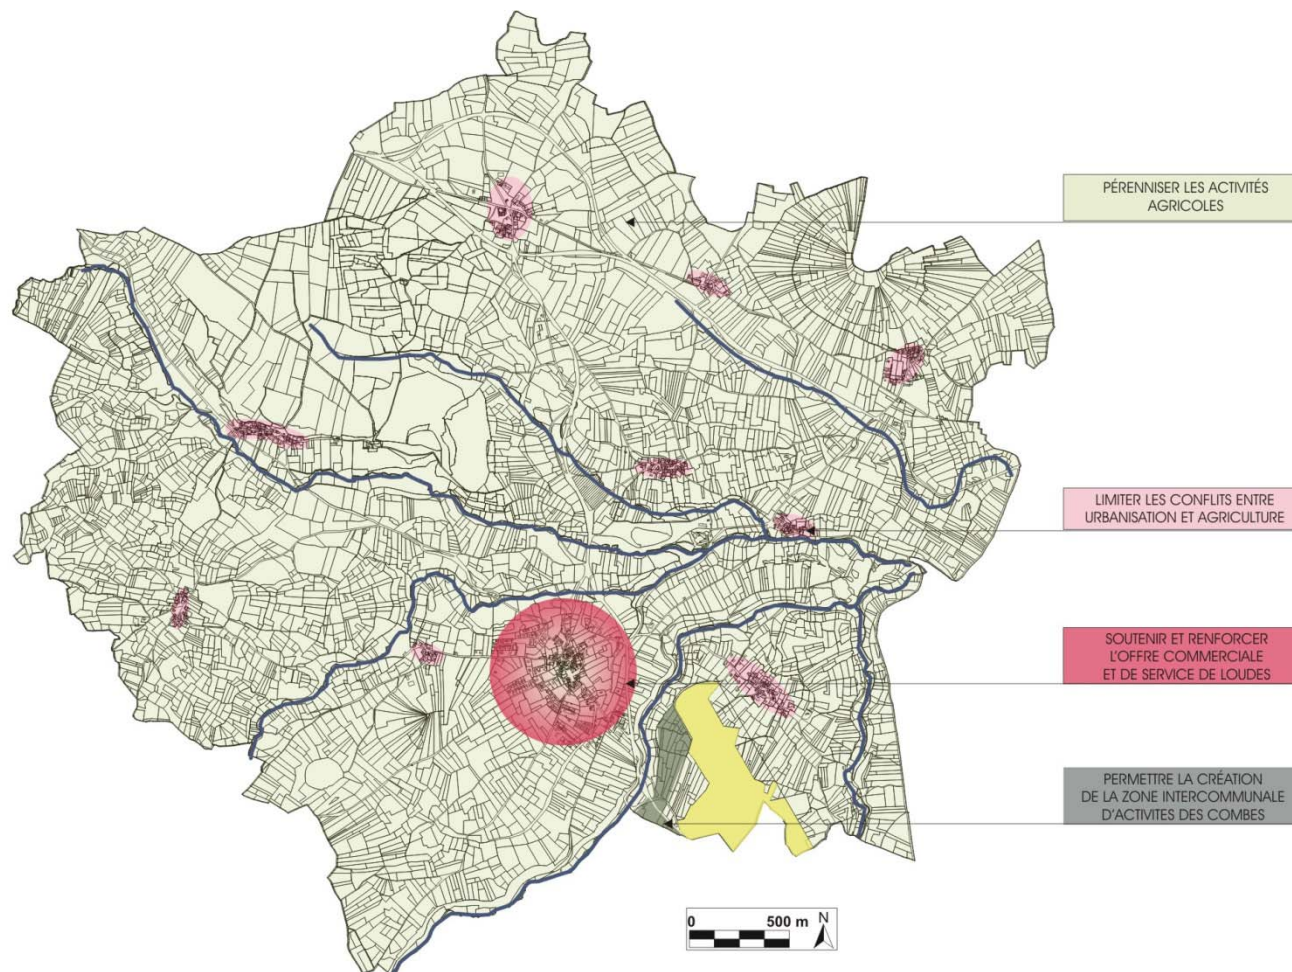 PÉRENNISER LES ACTIVITÉS
AGRICOLES
LIMITER LES CONFLITS ENTRE
URBANISATION ET AGRICULTURE
SOUTENIR ET RENFORCER
L'OFFRE COMMERCIALE
ET DE SERVICE DE LOUDES
PERMETTRE LA CRÉATION
DE LA ZONE INTERCOMMUNALE
D'ACTIVITES DES COMBES
0 500 m N